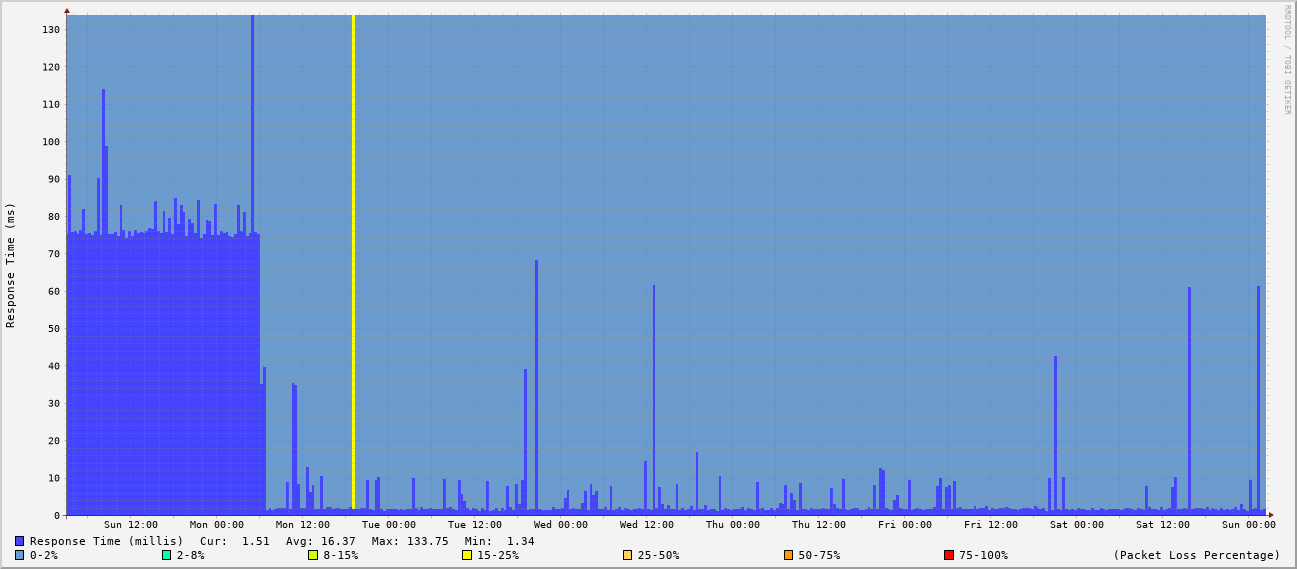 RRDTOOL / TOBI OETIKER
Response Time (ms)
130
120
110
100
90
80
70
60
50
40
30
20
10
0
Sun 12:00 Mon 00:00 Mon 12:00 Tue 00:00 Tue 12:00 Wed 00:00 Wed 12:00 Thu 00:00 Thu 12:00 Fri 00:00 Fri 12:00 Sat 00:00 Sat 12:00 Sun 00:00
Response Time (millis) Cur: 1.51 Avg: 16.37 Max: 133.75 Min: 1.34
0-2% 2-8% 8-15% 15-25% 25-50% 50-75% 75-100% (Packet Loss Percentage)